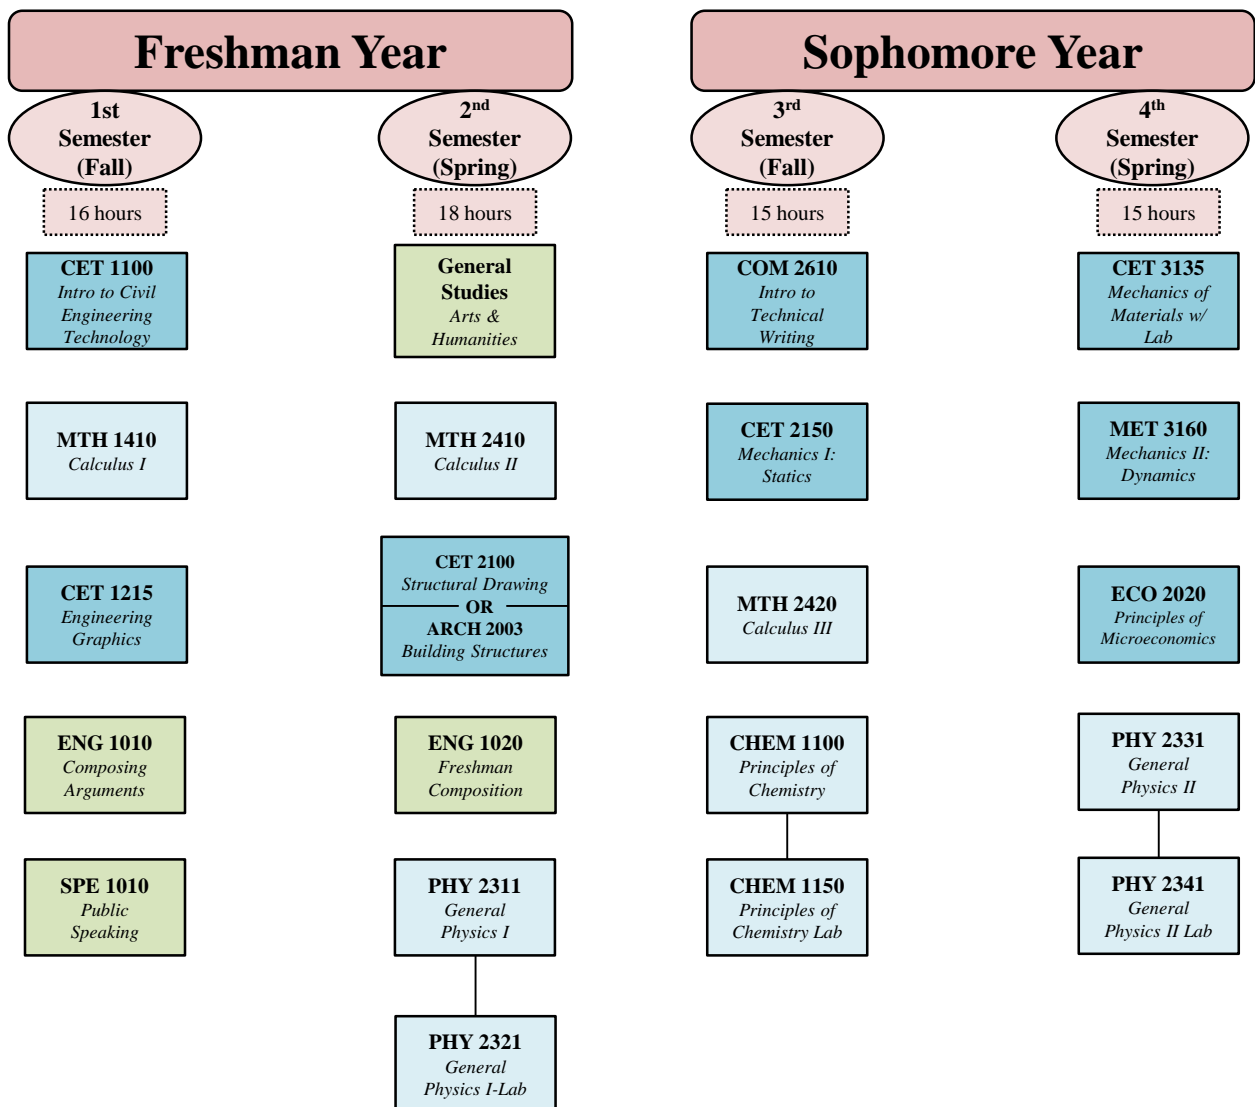 Freshman Year
Sophomore Year
1st
Semester
(Fall)
2nd
Semester
(Spring)
3rd
Semester
(Fall)
4th
Semester
(Spring)
16 hours
18 hours
15 hours
15 hours
CET 1100
Intro to Civil
Engineering
Technology
General
Studies
Arts &
Humanities
COM 2610
Intro to
Technical
Writing
CET 3135
Mechanics of
Materials w/
Lab
MTH 1410
Calculus I
MTH 2410
Calculus II
CET 2150
Mechanics I:
Statics
MET 3160
Mechanics II:
Dynamics
CET 1215
Engineering
Graphics
CET 2100
Structural Drawing
OR
ARCH 2003
Building Structures
MTH 2420
Calculus III
ECO 2020
Principles of
Microeconomics
ENG 1010
Composing
Arguments
ENG 1020
Freshman
Composition
CHEM 1100
Principles of
Chemistry
PHY 2331
General
Physics II
SPE 1010
Public
Speaking
PHY 2311
General
Physics I
CHEM 1150
Principles of
Chemistry Lab
PHY 2341
General
Physics II Lab
PHY 2321
General
Physics I-Lab